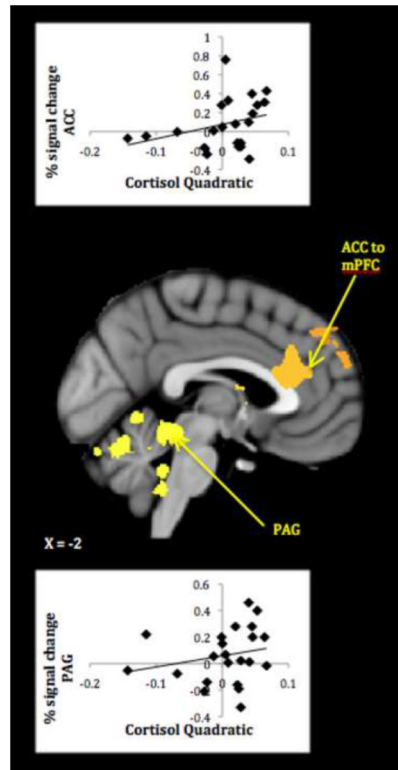 1
0.8
0.6
0.4
0.2
0
-0.2
-0.4
-0.2
-0.1
0
0.1
% signal change
ACC
Cortisol Quadratic
ACC to
mPFC
PAG
X = -2
0.6
0.4
0.2
0
-0.2
-0.4
-0.2
-0.1
0
0.1
% signal change
PAG
Cortisol Quadratic